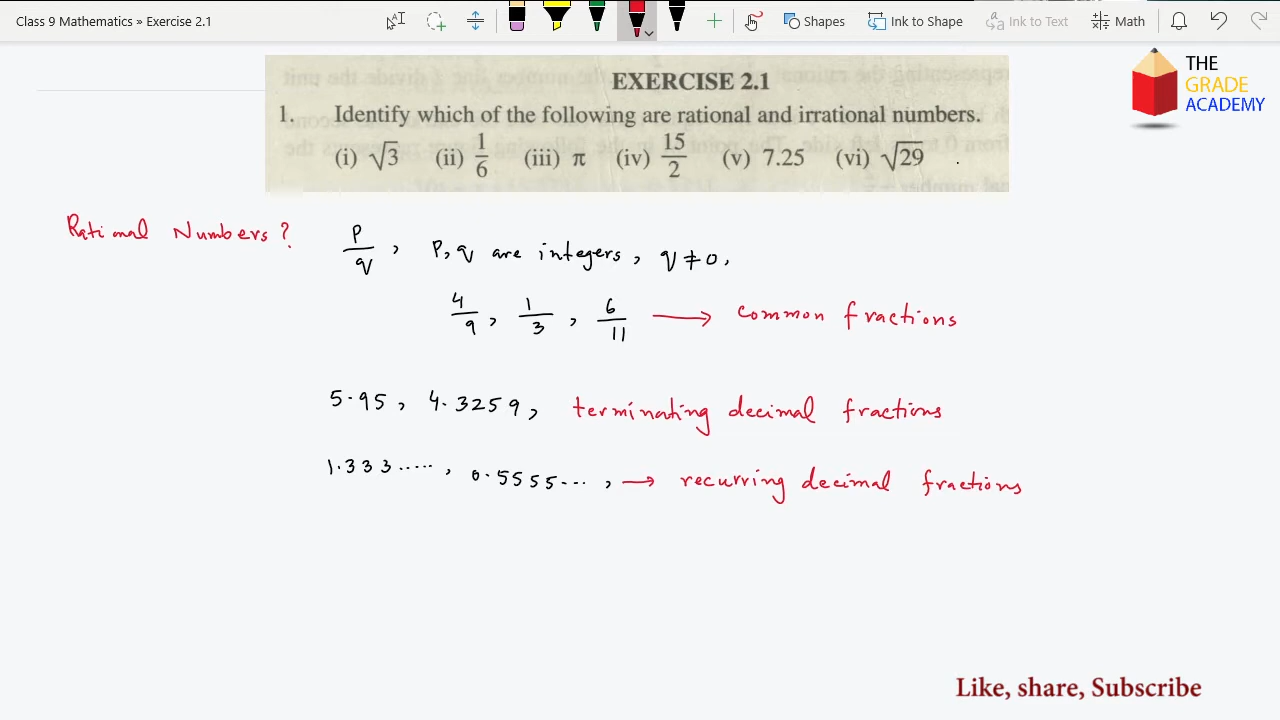 Class 9 Mathematics » Exercise 2.1
Shapes
Ink to Shape
Ink to Text
Math
THE
GRADE
ACADEMY
EXERCISE 2.1
1. Identify which of the following are rational and irrational numbers.
(i) √3 (ii) 1/6 (iii) π (iv) 15/2 (v) 7.25 (vi) √29
Rational Numbers? P/q, P, q are integers, q ≠ 0,
4/9, 1/3, 6/11 → Common fractions
5.95, 4.3259, terminating decimal fractions
1.333....., 0.5555..., → recurring decimal fractions
Like, share, Subscribe